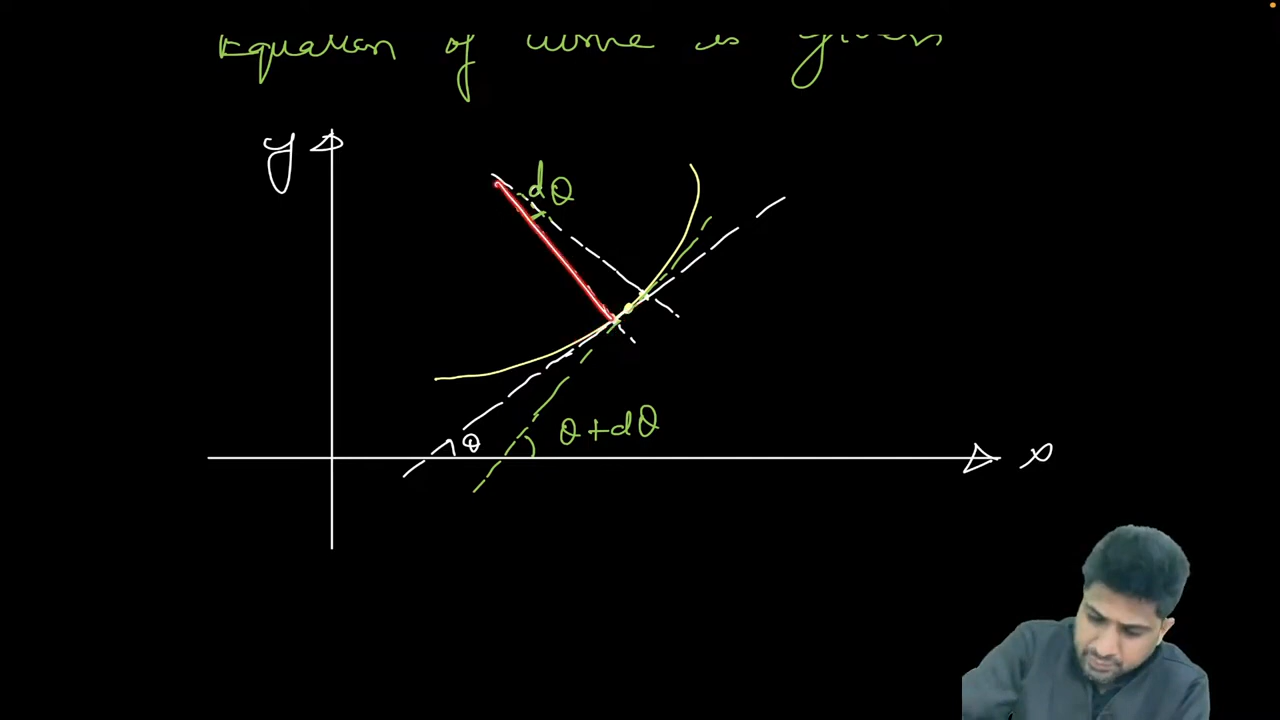 Equation of curve is given
y
dθ
θ
θ+dθ
x